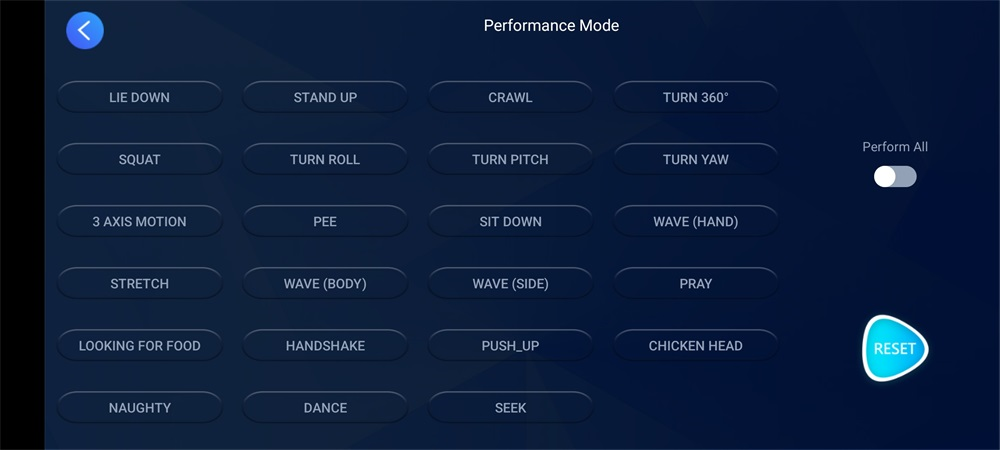 Performance Mode
LIE DOWN
STAND UP
CRAWL
TURN 360°
SQUAT
TURN ROLL
TURN PITCH
TURN YAW
Perform All
3 AXIS MOTION
PEE
SIT DOWN
WAVE (HAND)
STRETCH
WAVE (BODY)
WAVE (SIDE)
PRAY
LOOKING FOR FOOD
HANDSHAKE
PUSH_UP
CHICKEN HEAD
RESET
NAUGHTY
DANCE
SEEK